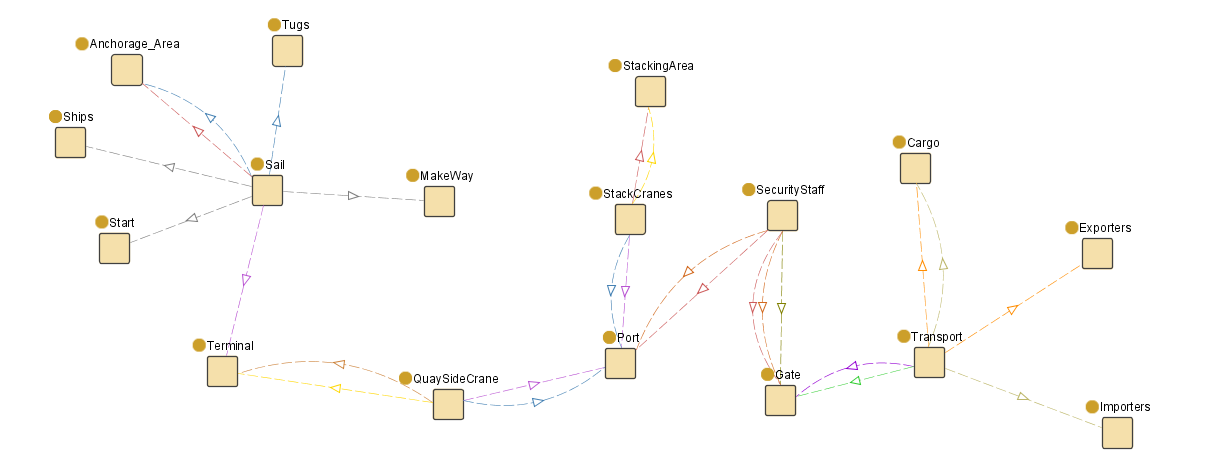 Tugs
Anchorage_Area
StackingArea
Ships
Cargo
Sail
MakeWay
SecurityStaff
StackCranes
Start
Exporters
Port
Transport
Terminal
Gate
QuaySideCrane
Importers